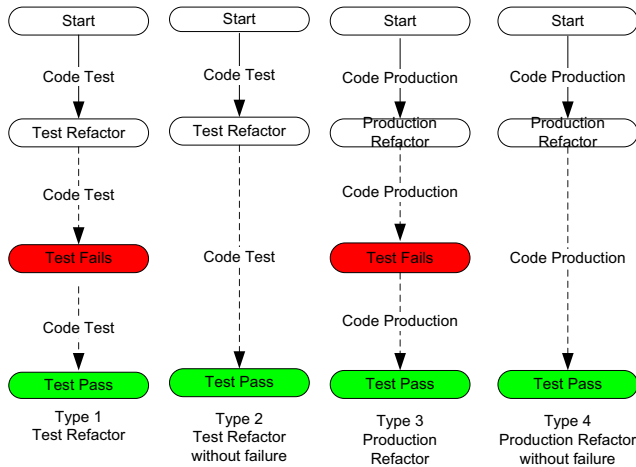 Start
Code Test
Test Refactor
Code Test
Test Fails
Code Test
Test Pass
Type 1
Test Refactor
Start
Code Test
Test Refactor
Code Test
Test Pass
Type 2
Test Refactor
without failure
Start
Code Production
Production
Refactor
Code Production
Test Fails
Code Production
Test Pass
Type 3
Production
Refactor
Start
Code Production
Production
Refactor
Code Production
Test Pass
Type 4
Production Refactor
without failure